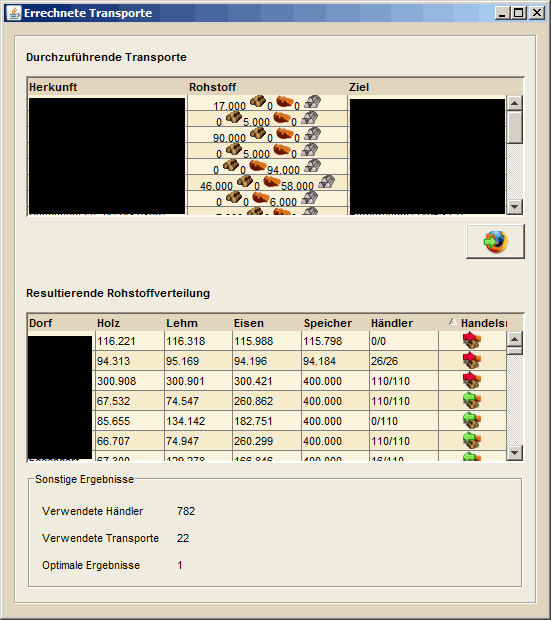 Errechnete Transporte
Durchzuführende Transporte
Herkunft Rohstoff Ziel
17.000 0 0
0 5.000 0
90.000 0 0
0 5.000 0
0 0 94.000
46.000 0 58.000
0 0 6.000
Resultierende Rohstoffverteilung
Dorf Holz Lehm Eisen Speicher Händler Handelsr
116.221 116.318 115.988 115.798 0/0
94.313 95.169 94.196 94.184 26/26
300.908 300.901 300.421 400.000 110/110
67.532 74.547 260.862 400.000 110/110
85.655 134.142 182.751 400.000 0/110
66.707 74.947 260.299 400.000 110/110
67.300 129.278 166.846 400.000 16/110
Sonstige Ergebnisse
Verwendete Händler 782
Verwendete Transporte 22
Optimale Ergebnisse 1